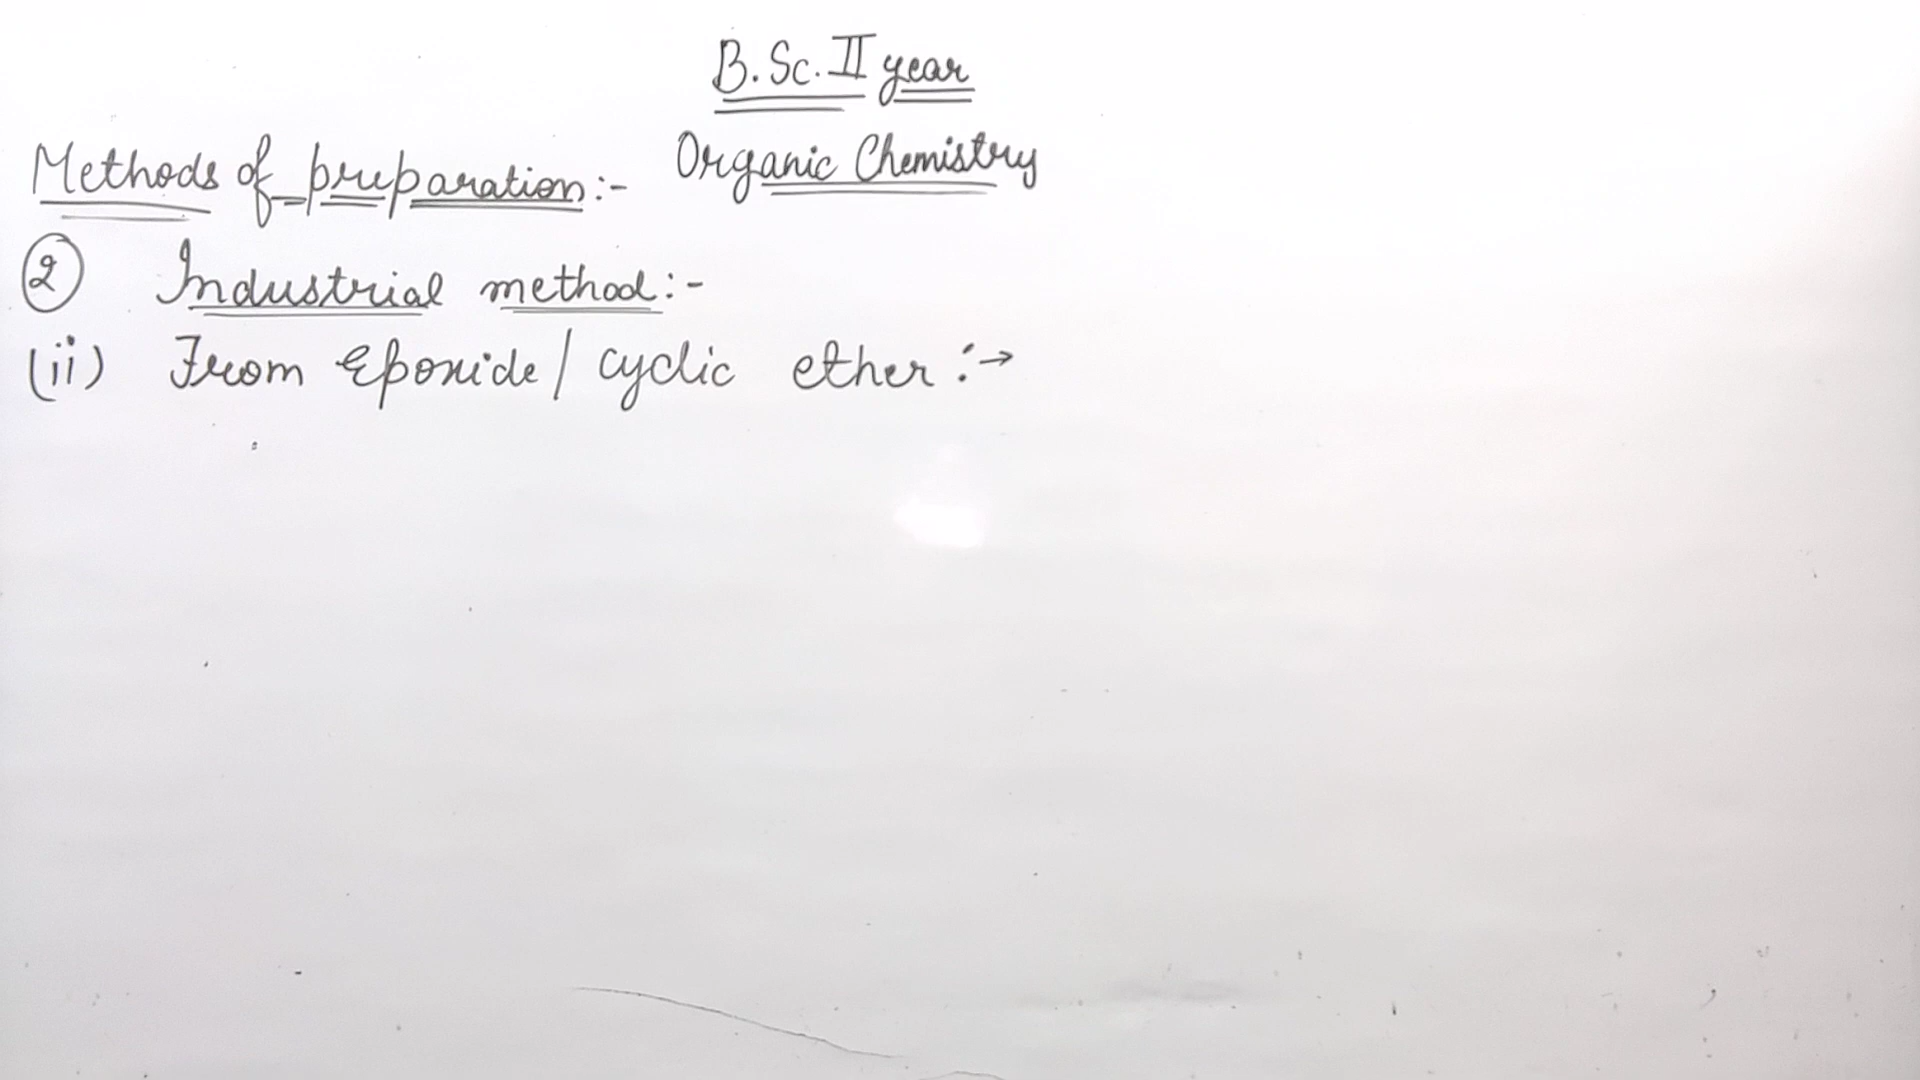 B. Sc. II year
Organic Chemistry
Methods of preparation:-
2 Industrial method:-
(ii) From Epoxide/ cyclic ether :→